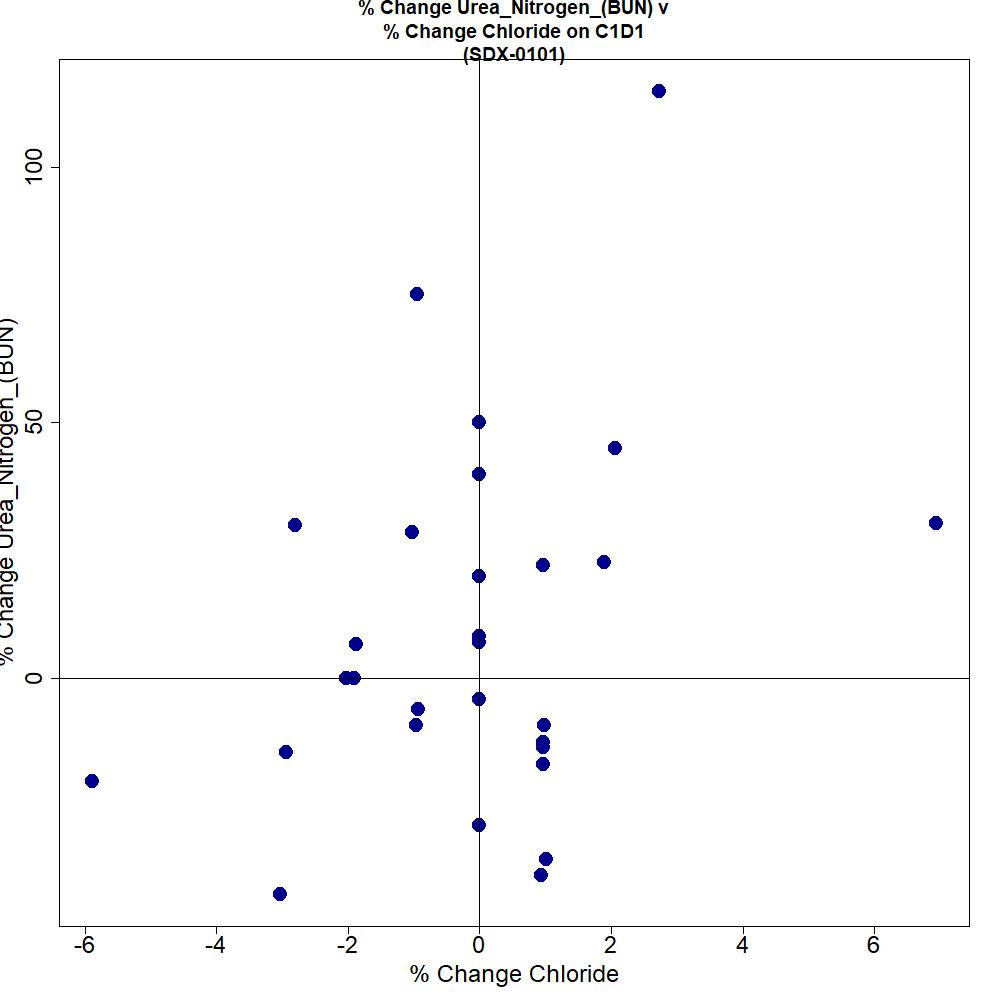 % Change Urea_Nitrogen_(BUN) v
% Change Chloride on C1D1
(SDX-0101)
% Change Urea_Nitrogen_(BUN)
100
50
0
-6 -4 -2 0 2 4 6
% Change Chloride